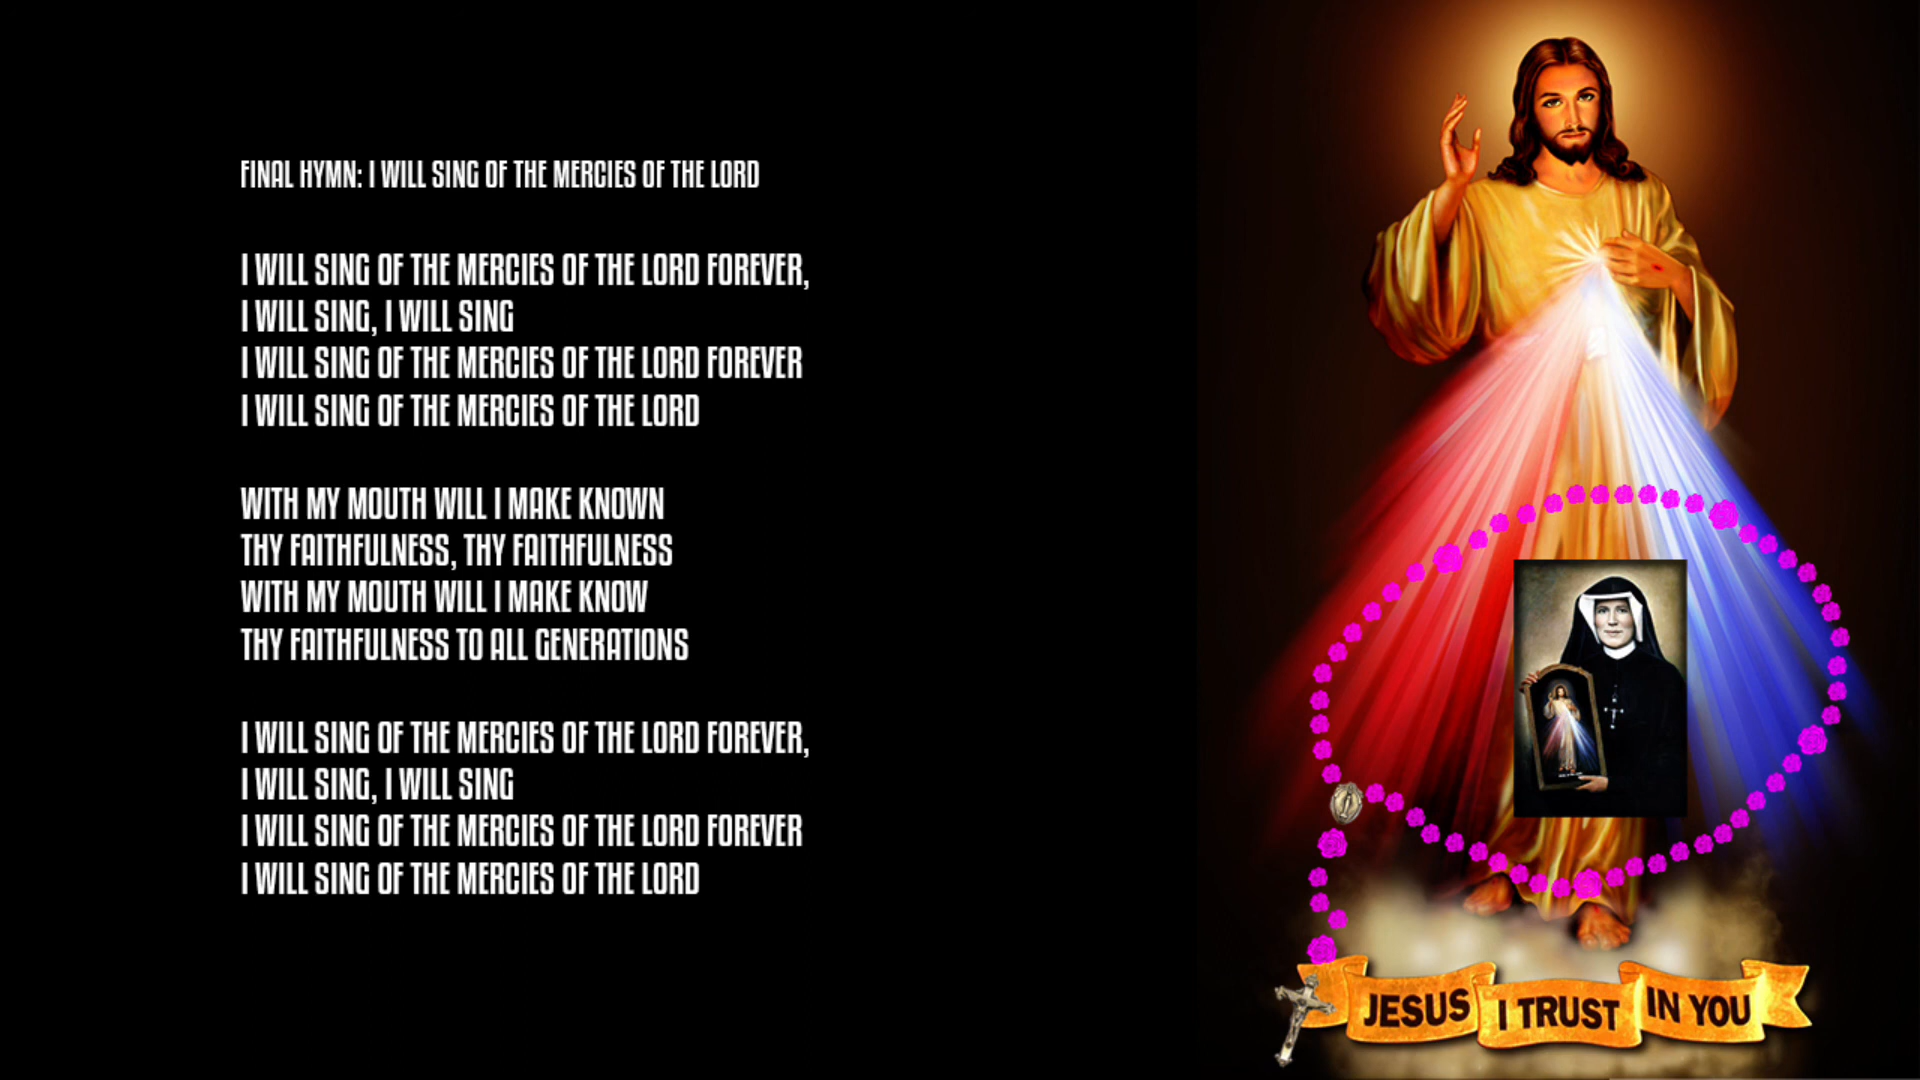 FINAL HYMN: I WILL SING OF THE MERCIES OF THE LORD
I WILL SING OF THE MERCIES OF THE LORD FOREVER,
I WILL SING, I WILL SING
I WILL SING OF THE MERCIES OF THE LORD FOREVER
I WILL SING OF THE MERCIES OF THE LORD
WITH MY MOUTH WILL I MAKE KNOWN
THY FAITHFULNESS, THY FAITHFULNESS
WITH MY MOUTH WILL I MAKE KNOW
THY FAITHFULNESS TO ALL GENERATIONS
I WILL SING OF THE MERCIES OF THE LORD FOREVER,
I WILL SING, I WILL SING
I WILL SING OF THE MERCIES OF THE LORD FOREVER
I WILL SING OF THE MERCIES OF THE LORD
JESUS I TRUST IN YOU